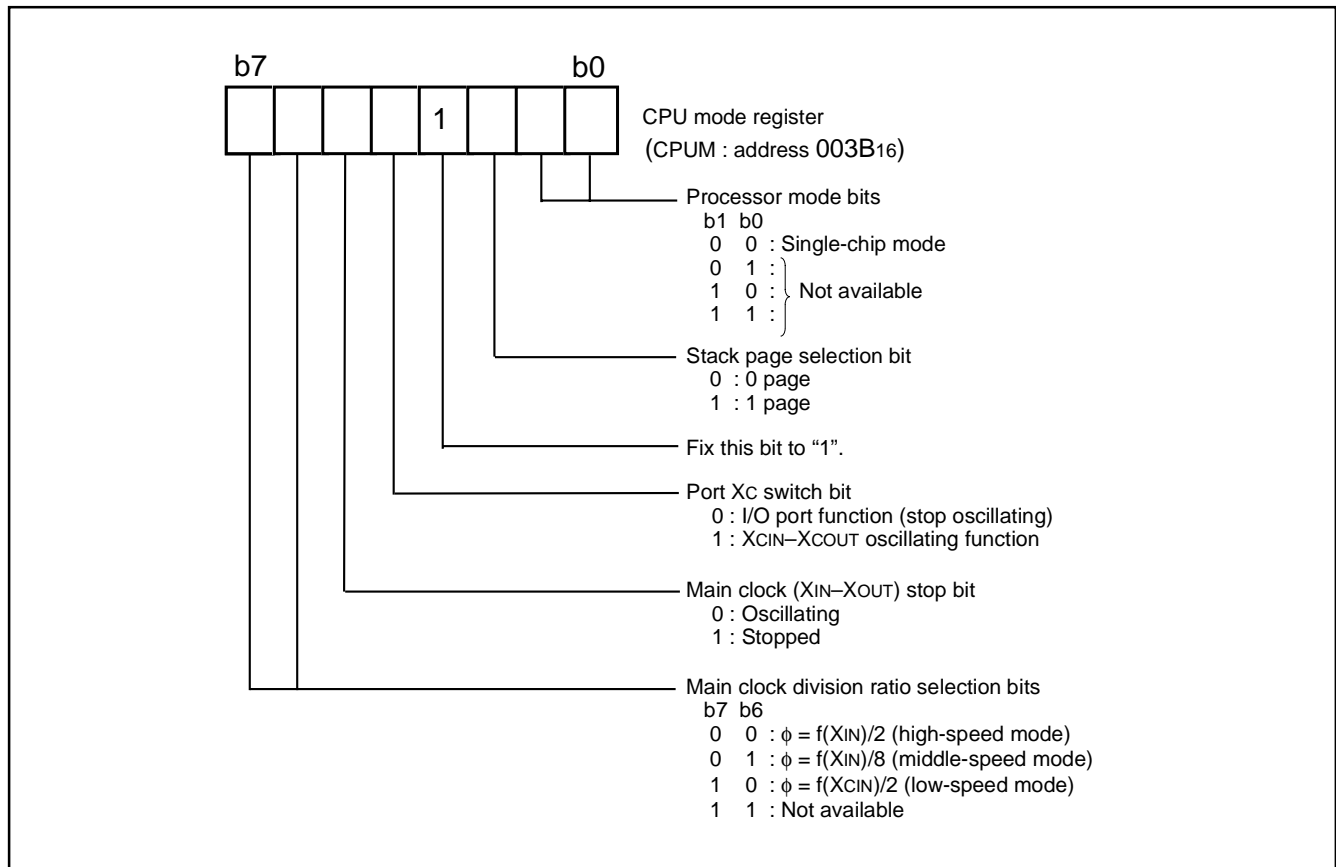 b7 b0
1
CPU mode register
(CPUM : address 003B16)
Processor mode bits
b1 b0
0 0 : Single-chip mode
0 1 :
1 0 : Not available
1 1 :
Stack page selection bit
0 : 0 page
1 : 1 page
Fix this bit to “1”.
Port XC switch bit
0 : I/O port function (stop oscillating)
1 : XCIN–XCOUT oscillating function
Main clock (XIN–XOUT) stop bit
0 : Oscillating
1 : Stopped
Main clock division ratio selection bits
b7 b6
0 0 : ϕ = f(XIN)/2 (high-speed mode)
0 1 : ϕ = f(XIN)/8 (middle-speed mode)
1 0 : ϕ = f(XCIN)/2 (low-speed mode)
1 1 : Not available